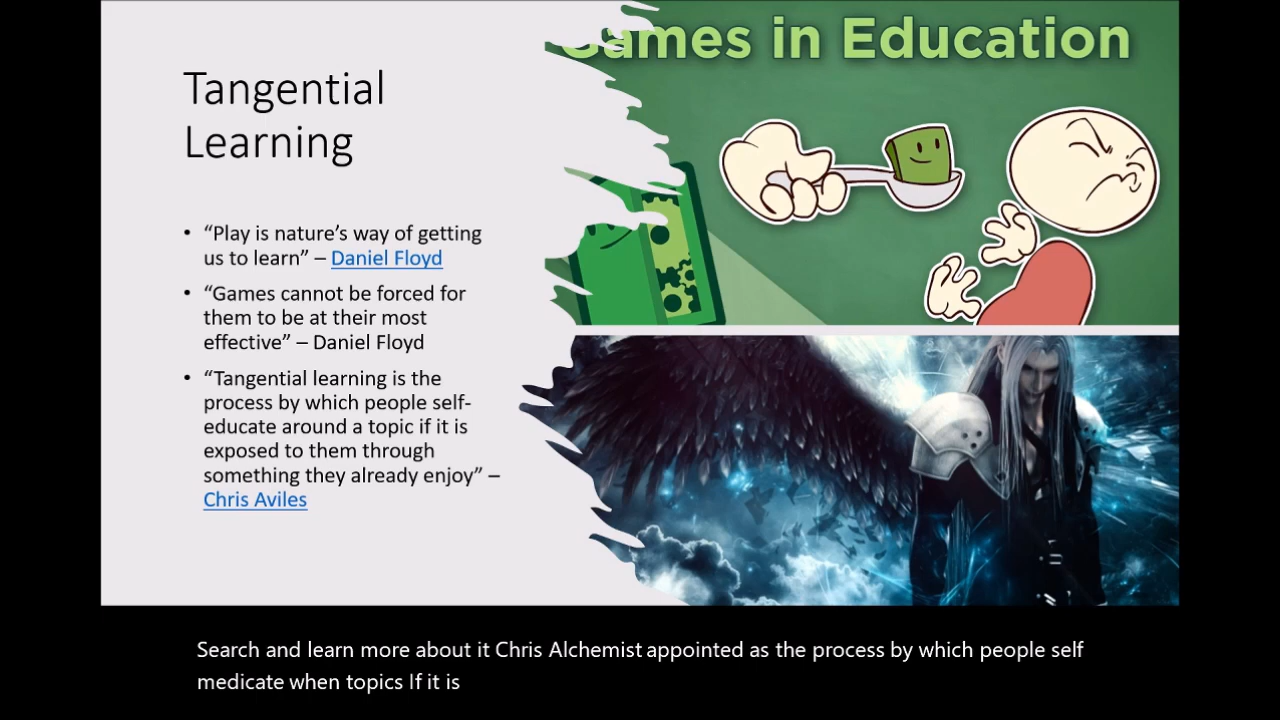 Games in Education
Tangential
Learning
• “Play is nature’s way of getting
us to learn” – Daniel Floyd
• “Games cannot be forced for
them to be at their most
effective” – Daniel Floyd
• “Tangential learning is the
process by which people self-
educate around a topic if it is
exposed to them through
something they already enjoy” –
Chris Aviles
Search and learn more about it Chris Alchemist appointed as the process by which people self
medicate when topics If it is